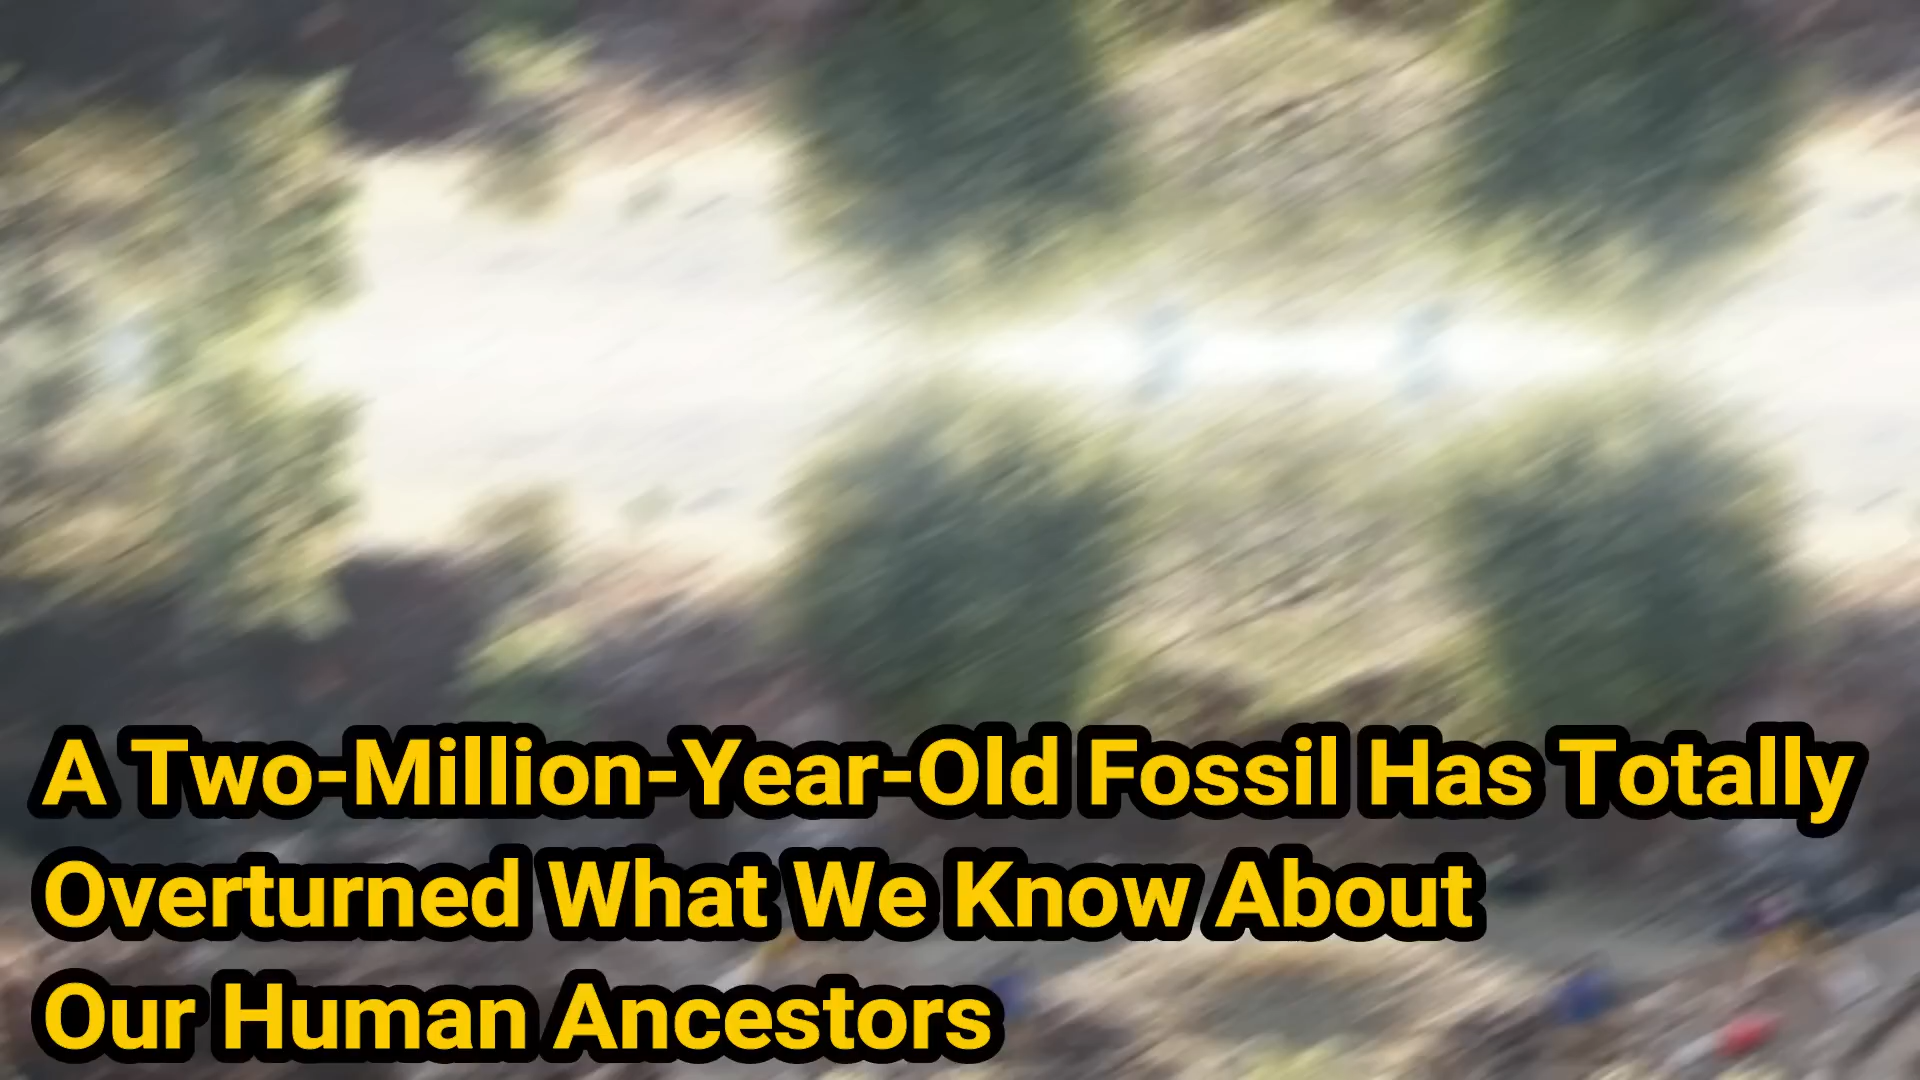 A Two-Million-Year-Old Fossil Has Totally
Overturned What We Know About
Our Human Ancestors